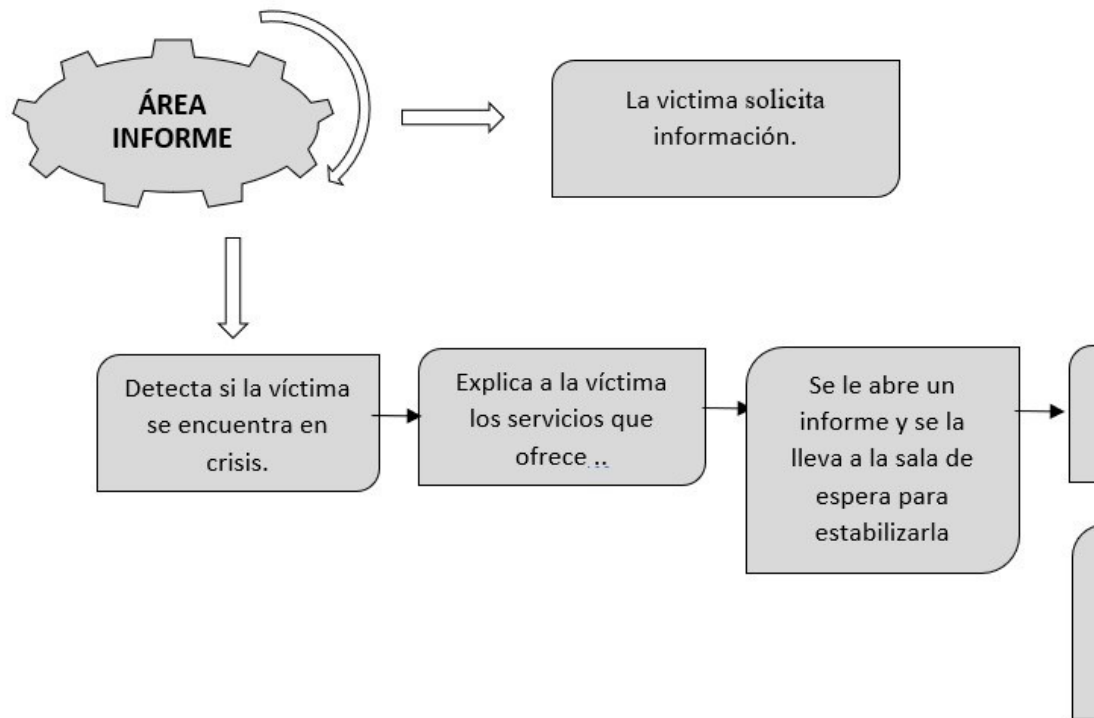 ÁREA
INFORME
La victima solicita
información.
Detecta si la víctima
se encuentra en
crisis.
Explica a la víctima
los servicios que
ofrece...
Se le abre un
informe y se la
lleva a la sala de
espera para
estabilizarla